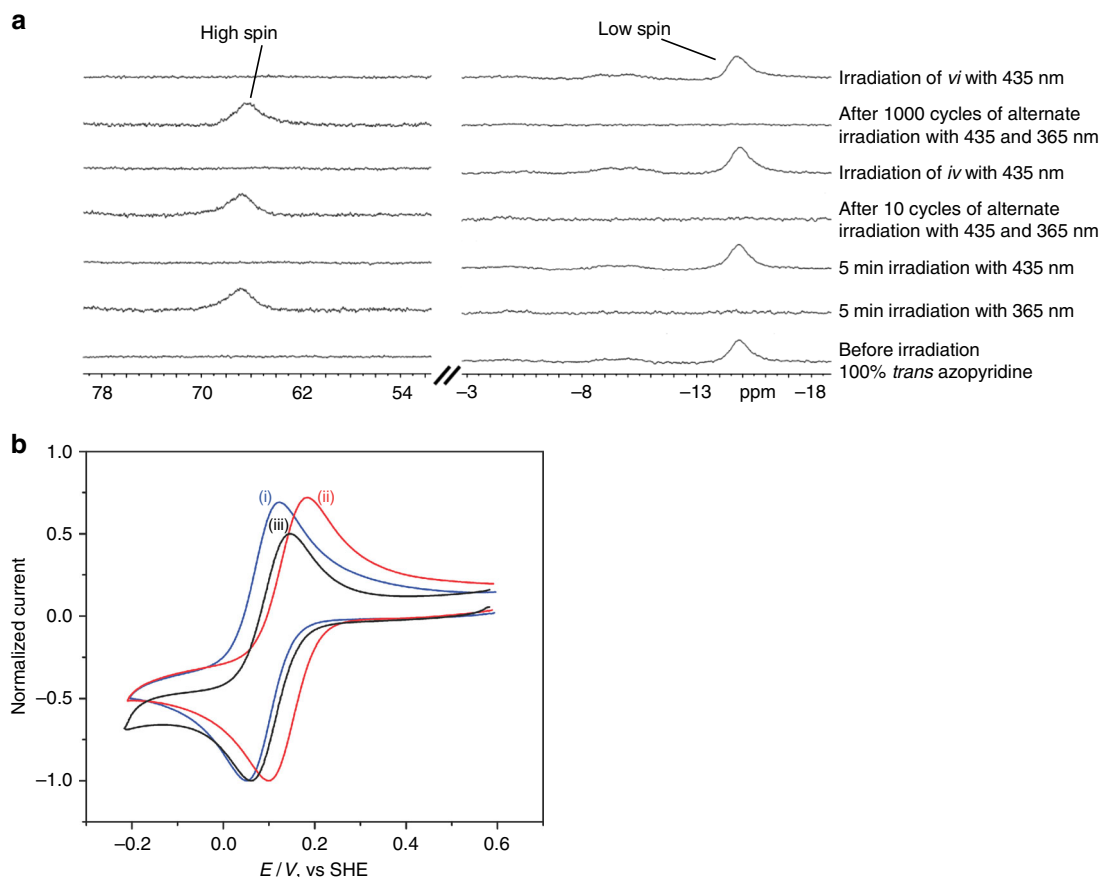 a
High spin
Low spin
Irradiation of vi with 435 nm
After 1000 cycles of alternate
irradiation with 435 and 365 nm
Irradiation of iv with 435 nm
After 10 cycles of alternate
irradiation with 435 and 365 nm
5 min irradiation with 435 nm
5 min irradiation with 365 nm
Before irradiation
100% trans azopyridine
78 70 62 54 −3 −8 −13 ppm −18
b
1.0
0.5
0.0
−0.5
−1.0
Normalized current
(i)
(ii)
(iii)
−0.2 0.0 0.2 0.4 0.6
E / V, vs SHE